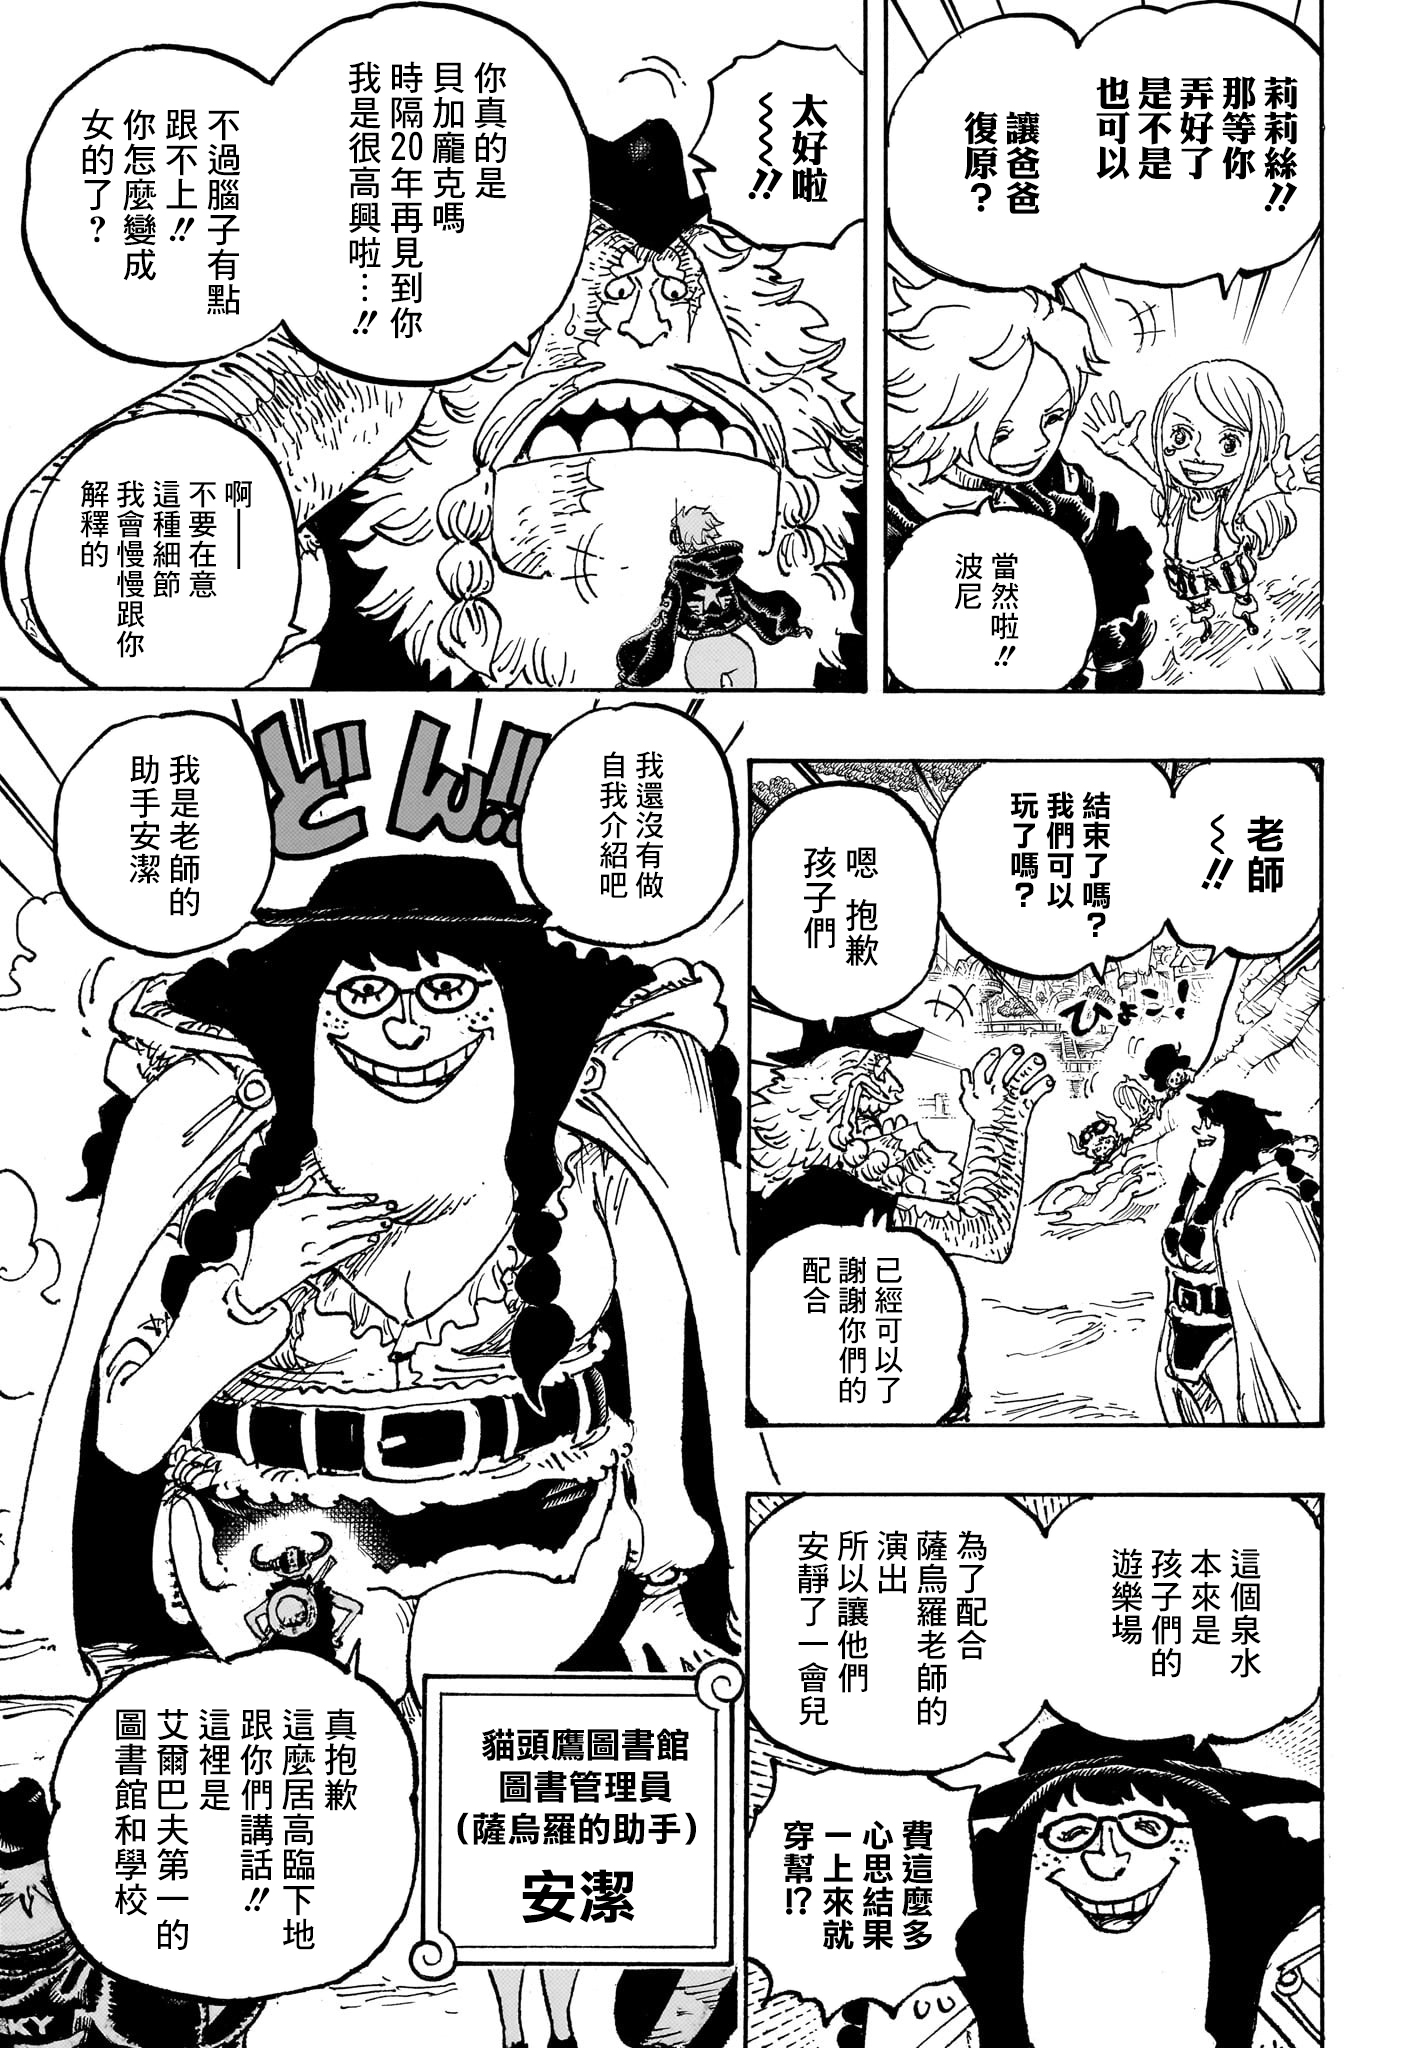 莉莉絲!!
那等你
弄好了
是不是
也可以
讓爸爸
復原？
當然啦!!
波尼
太好啦
～～!!
你真的是
貝加龐克嗎
時隔20年再見到你
我是很高興啦…!!
不過腦子有點
跟不上!!
你怎麼變成
女的了？
啊──
不要在意
這種細節
我會慢慢跟你
解釋的
老師
～!!
結束了嗎？
我們可以
玩了嗎？
嗯 抱歉
孩子們
ひょこ!
已經可以了
謝謝你們的
配合
這個泉水
本來是
孩子們的
遊樂場
為了配合
薩烏羅老師的
演出
所以讓他們
安靜了一會兒
費這麼多
心思結果
一上來就
穿幫!?
我還沒有做
自我介紹吧
どん!!
我是老師的
助手安潔
貓頭鷹圖書館
圖書管理員
（薩烏羅的助手）
安潔
真抱歉
這麼居高臨下地
跟你們講話!!
這裡是
艾爾巴夫第一的
圖書館和學校
KY